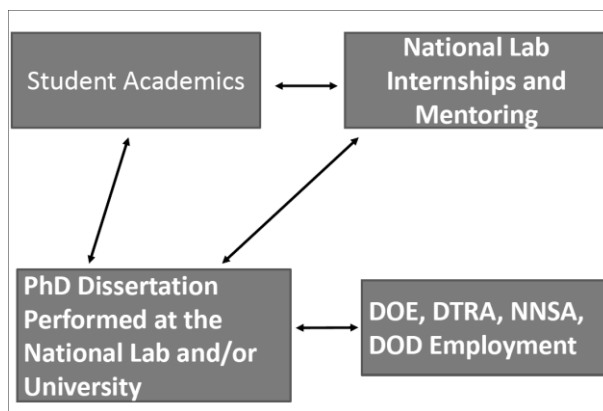 Student Academics
National Lab
Internships and
Mentoring
PhD Dissertation
Performed at the
National Lab and/or
University
DOE, DTRA, NNSA,
DOD Employment